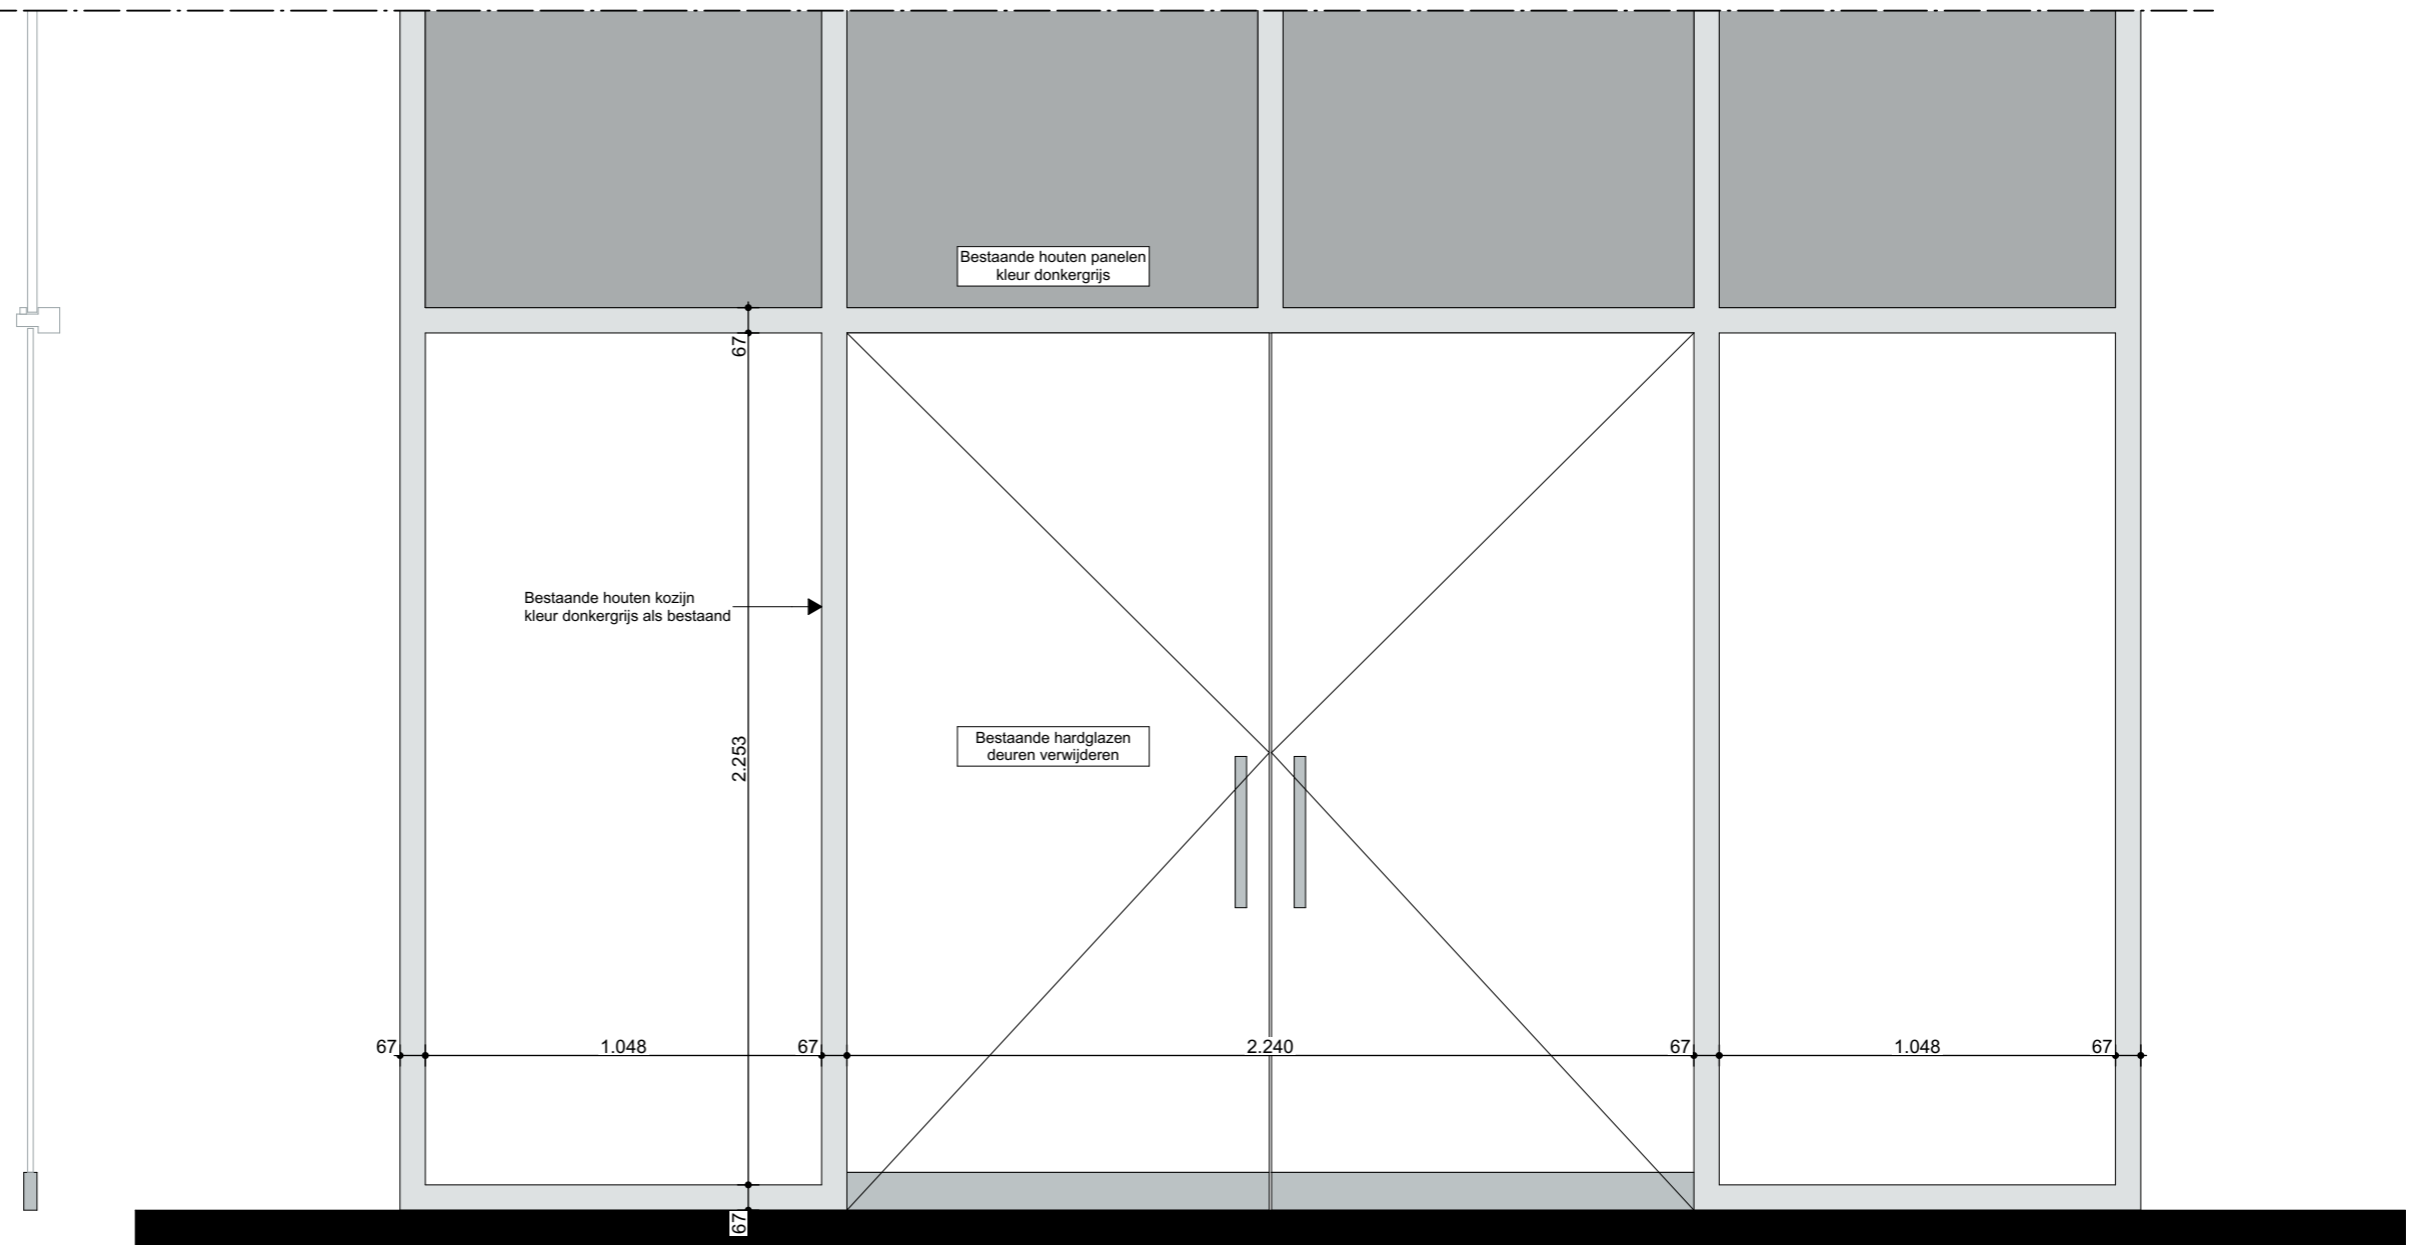 Bestaande houten panelen
kleur donkergrijs
67
Bestaande houten kozijn
kleur donkergrijs als bestaand
2.253
Bestaande hardglazen
deuren verwijderen
67
1.048
67
2.240
67
1.048
67
67